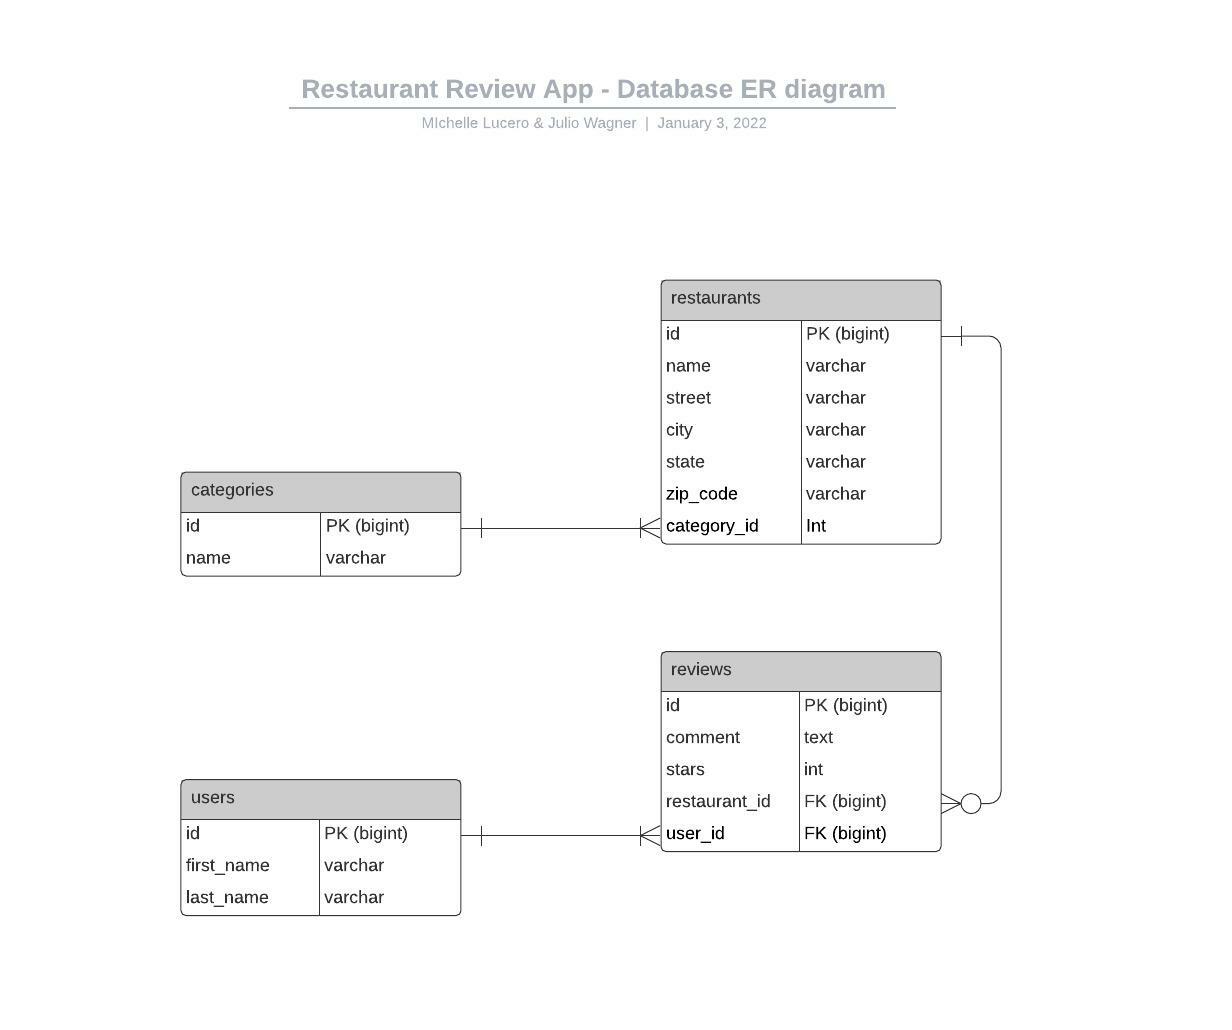 Restaurant Review App - Database ER diagram
MIchelle Lucero & Julio Wagner | January 3, 2022
restaurants
id PK (bigint)
name varchar
street varchar
city varchar
state varchar
zip_code varchar
category_id Int
categories
id PK (bigint)
name varchar
reviews
id PK (bigint)
comment text
stars int
restaurant_id FK (bigint)
user_id FK (bigint)
users
id PK (bigint)
first_name varchar
last_name varchar